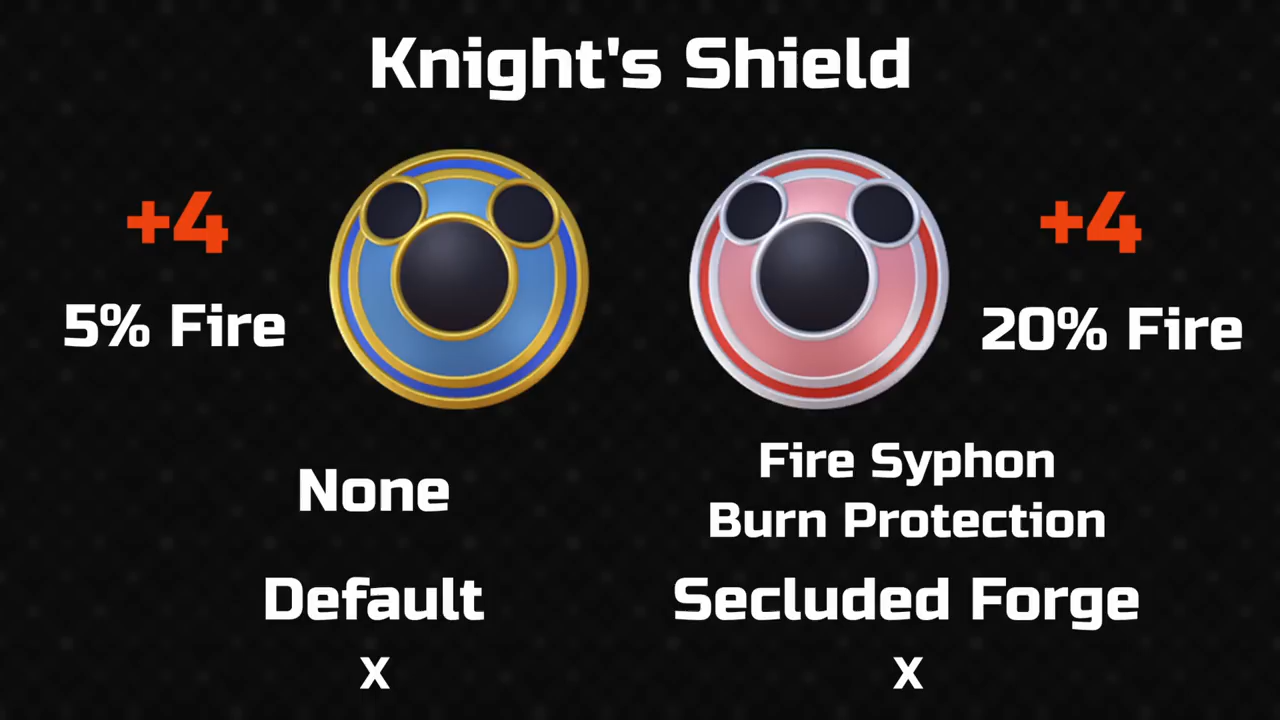 Knight's Shield
+4
+4
5% Fire
20% Fire
None
Fire Syphon
Burn Protection
Default
Secluded Forge
X
X